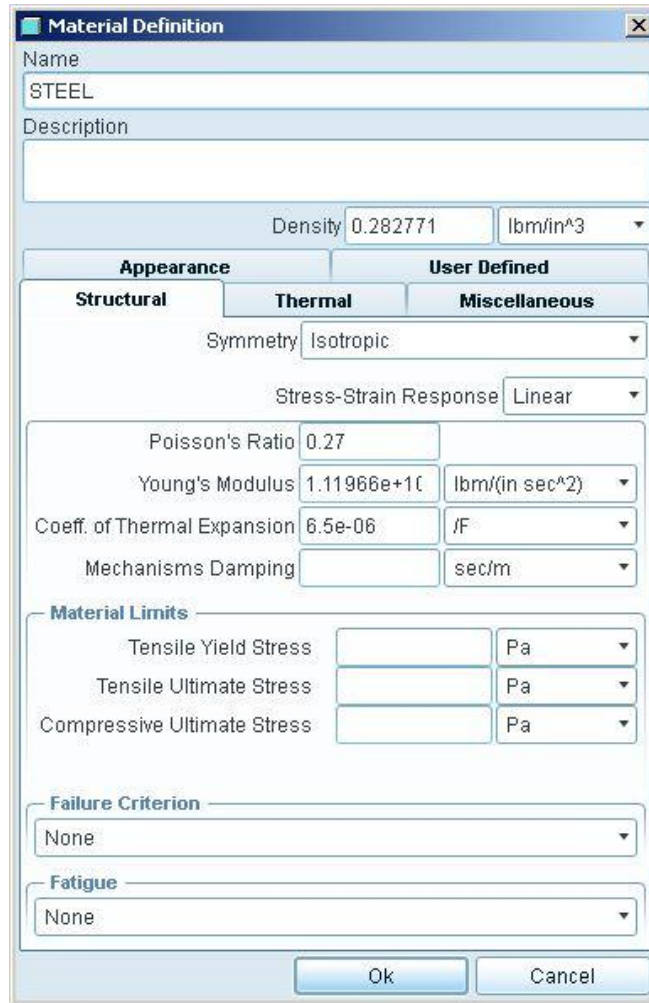 Material Definition
Name
STEEL
Description
Density 0.282771 lbm/in^3
Appearance User Defined
Structural Thermal Miscellaneous
Symmetry Isotropic
Stress-Strain Response Linear
Poisson's Ratio 0.27
Young's Modulus 1.11966e+10 lbm/(in sec^2)
Coeff. of Thermal Expansion 6.5e-06 /F
Mechanisms Damping sec/m
Material Limits
Tensile Yield Stress Pa
Tensile Ultimate Stress Pa
Compressive Ultimate Stress Pa
Failure Criterion
None
Fatigue
None
Ok Cancel